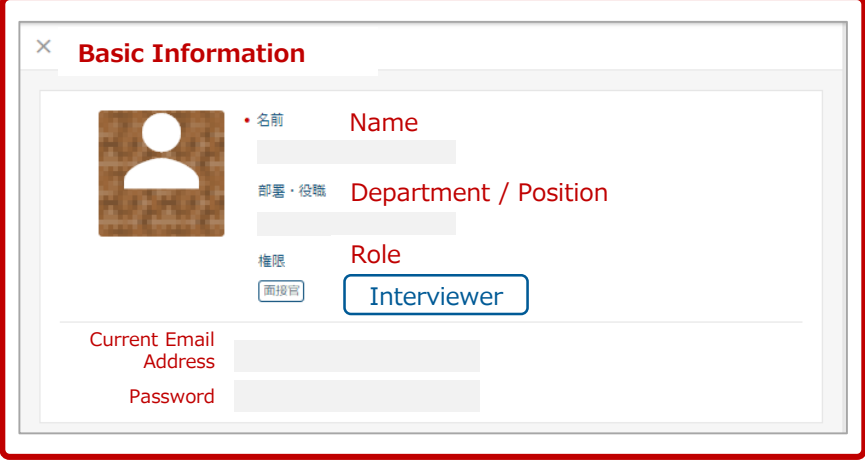 × Basic Information
• 名前 Name
部署・役職 Department / Position
権限 Role
面接官 Interviewer
Current Email
Address
Password